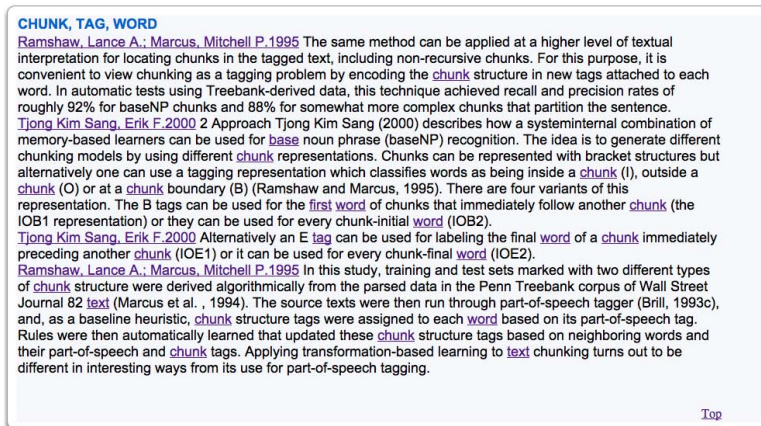 CHUNK, TAG, WORD
Ramshaw, Lance A.; Marcus, Mitchell P.1995 The same method can be applied at a higher level of textual
interpretation for locating chunks in the tagged text, including non-recursive chunks. For this purpose, it is
convenient to view chunking as a tagging problem by encoding the chunk structure in new tags attached to each
word. In automatic tests using Treebank-derived data, this technique achieved recall and precision rates of
roughly 92% for baseNP chunks and 88% for somewhat more complex chunks that partition the sentence.
Tjong Kim Sang, Erik F.2000 2 Approach Tjong Kim Sang (2000) describes how a systeminternal combination of
memory-based learners can be used for base noun phrase (baseNP) recognition. The idea is to generate different
chunking models by using different chunk representations. Chunks can be represented with bracket structures but
alternatively one can use a tagging representation which classifies words as being inside a chunk (I), outside a
chunk (O) or at a chunk boundary (B) (Ramshaw and Marcus, 1995). There are four variants of this
representation. The B tags can be used for the first word of chunks that immediately follow another chunk (the
IOB1 representation) or they can be used for every chunk-initial word (IOB2).
Tjong Kim Sang, Erik F.2000 Alternatively an E tag can be used for labeling the final word of a chunk immediately
preceding another chunk (IOE1) or it can be used for every chunk-final word (IOE2).
Ramshaw, Lance A.; Marcus, Mitchell P.1995 In this study, training and test sets marked with two different types
of chunk structure were derived algorithmically from the parsed data in the Penn Treebank corpus of Wall Street
Journal 82 text (Marcus et al. , 1994). The source texts were then run through part-of-speech tagger (Brill, 1993c),
and, as a baseline heuristic, chunk structure tags were assigned to each word based on its part-of-speech tag.
Rules were then automatically learned that updated these chunk structure tags based on neighboring words and
their part-of-speech and chunk tags. Applying transformation-based learning to text chunking turns out to be
different in interesting ways from its use for part-of-speech tagging.
Top